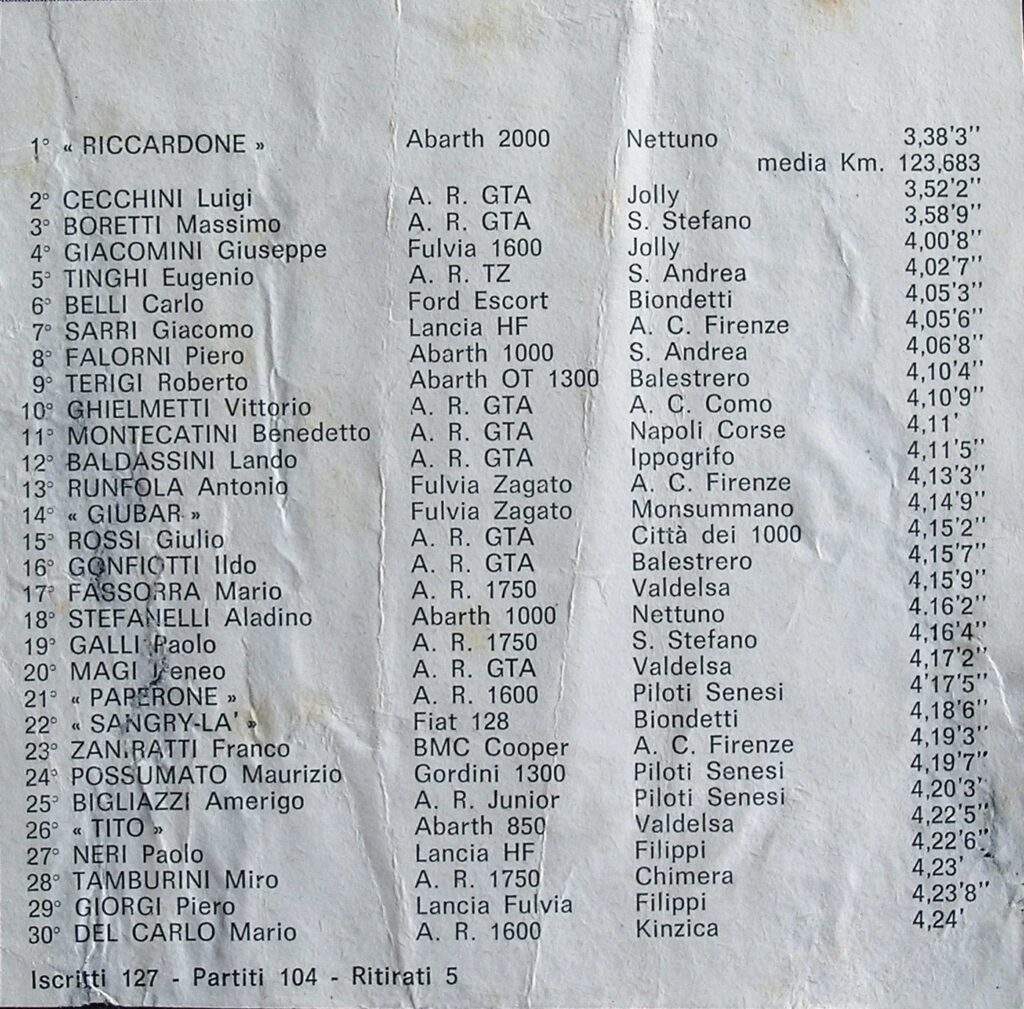 1° « RICCARDONE » Abarth 2000 Nettuno 3,38'3''
media Km. 123,683
2° CECCHINI Luigi A. R. GTA Jolly 3,52'2''
3° BORETTI Massimo A. R. GTA S. Stefano 3,58'9''
4° GIACOMINI Giuseppe Fulvia 1600 Jolly 4,00'8''
5° TINGHI Eugenio A. R. TZ S. Andrea 4,02'7''
6° BELLI Carlo Ford Escort Biondetti 4,05'3''
7° SARRI Giacomo Lancia HF A. C. Firenze 4,05'6''
8° FALORNI Piero Abarth 1000 S. Andrea 4,06'8''
9° TERIGI Roberto Abarth OT 1300 Balestrero 4,10'4''
10° GHIELMETTI Vittorio A. R. GTA A. C. Como 4,10'9''
11° MONTECATINI Benedetto A. R. GTA Napoli Corse 4,11'
12° BALDASSINI Lando A. R. GTA Ippogrifo 4,11'5''
13° RUNFOLA Antonio Fulvia Zagato A. C. Firenze 4,13'3''
14° « GIUBAR » Fulvia Zagato Monsummano 4,14'9''
15° ROSSI Giulio A. R. GTA Città dei 1000 4,15'2''
16° GONFIOTTI Ildo A. R. GTA Balestrero 4,15'7''
17° FASSORRA Mario A. R. 1750 Valdelsa 4,15'9''
18° STEFANELLI Aladino Abarth 1000 Nettuno 4.16'2''
19° GALLI Paolo A. R. 1750 S. Stefano 4,16'4''
20° MAGI A. R. GTA Valdelsa 4,17'2''
21° « PAPERONE » A. R. 1600 Piloti Senesi 4'17'5''
22° « SANGRY-LA' » Fiat 128 Biondetti 4,18'6''
23° Franco BMC Cooper A. C. Firenze 4,19'3''
24° POSSUMATO Maurizio Gordini 1300 Piloti Senesi 4,19'7''
25° BIGLIAZZI Amerigo A. R. Junior Piloti Senesi 4,20'3''
26° « TITO » Abarth 850 Valdelsa 4,22'5''
27° NERI Paolo Lancia HF Filippi 4,22'6''
28° TAMBURINI Miro A. R. 1750 Chimera 4,23'
29° GIORGI Piero Lancia Fulvia Filippi 4,23'8''
30° DEL CARLO Mario A. R. 1600 Kinzica 4,24'
Iscritti 127 - Partiti 104 - Ritirati 5